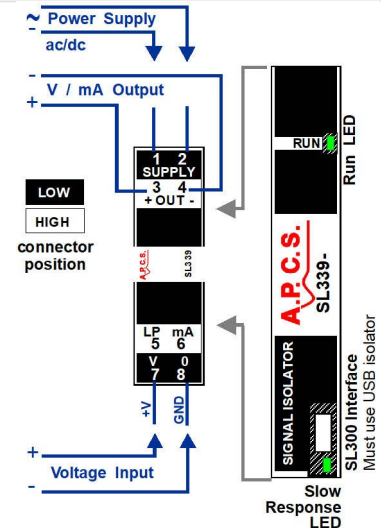 ~ Power Supply
- ac/dc
-
V / mA Output
+
1 2
SUPPLY
3 4
+ OUT -
LOW
HIGH
connector
position
A.P.C.S.
SL339
LP mA
5 6
V 0
7 8
+V
GND
+
Voltage Input
-
RUN
Run LED
A.P.C.S.
SL339-
SIGNAL ISOLATOR
SL300 Interface
Must use USB isolator
Slow
Response
LED